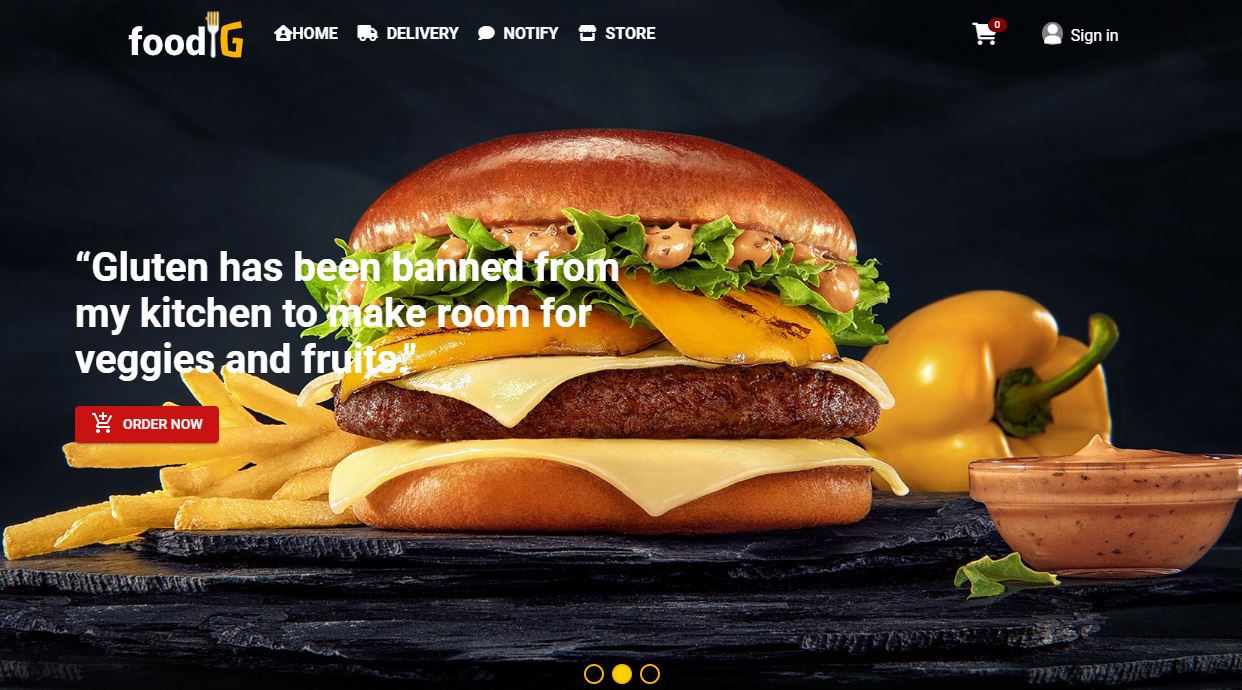 foodG HOME DELIVERY NOTIFY STORE 0 Sign in
“Gluten has been banned from
my kitchen to make room for
veggies and fruits.”
ORDER NOW